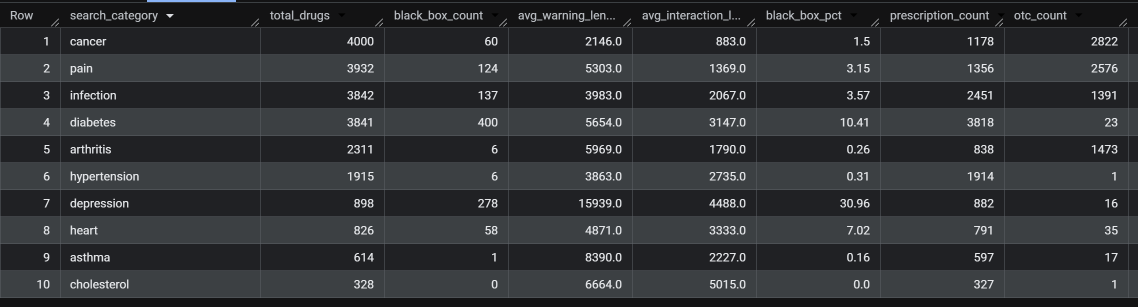 Row search_category total_drugs black_box_count avg_warning_len... avg_interaction_l... black_box_pct prescription_count otc_count
1 cancer 4000 60 2146.0 883.0 1.5 1178 2822
2 pain 3932 124 5303.0 1369.0 3.15 1356 2576
3 infection 3842 137 3983.0 2067.0 3.57 2451 1391
4 diabetes 3841 400 5654.0 3147.0 10.41 3818 23
5 arthritis 2311 6 5969.0 1790.0 0.26 838 1473
6 hypertension 1915 6 3863.0 2735.0 0.31 1914 1
7 depression 898 278 15939.0 4488.0 30.96 882 16
8 heart 826 58 4871.0 3333.0 7.02 791 35
9 asthma 614 1 8390.0 2227.0 0.16 597 17
10 cholesterol 328 0 6664.0 5015.0 0.0 327 1